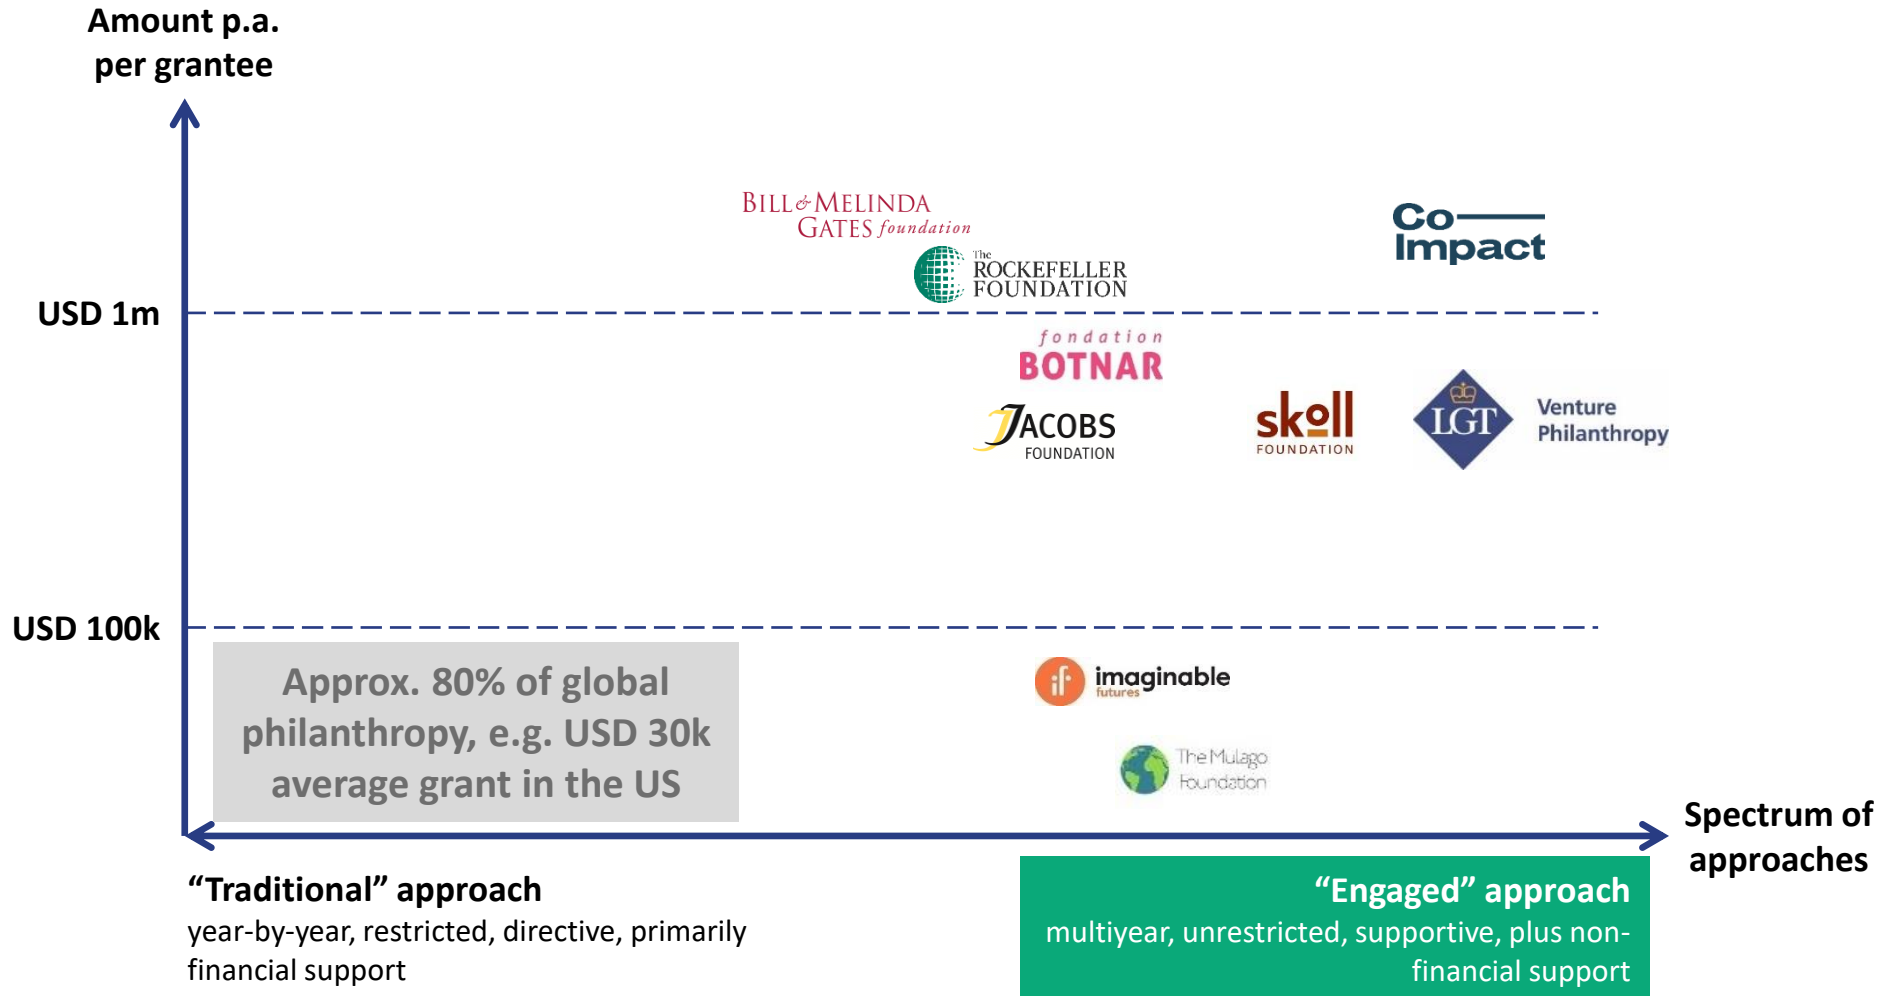 Amount p.a.
per grantee
BILL & MELINDA
GATES foundation
The
ROCKEFELLER
FOUNDATION
Co
Impact
USD 1m
fondation
BOTNAR
JACOBS
FOUNDATION
skoll
FOUNDATION
LGT
Venture
Philanthropy
USD 100k
Approx. 80% of global
philanthropy, e.g. USD 30k
average grant in the US
if
imaginable
futures
The Mulago
Foundation
Spectrum of
approaches
“Traditional” approach
year-by-year, restricted, directive, primarily
financial support
“Engaged” approach
multiyear, unrestricted, supportive, plus non-
financial support